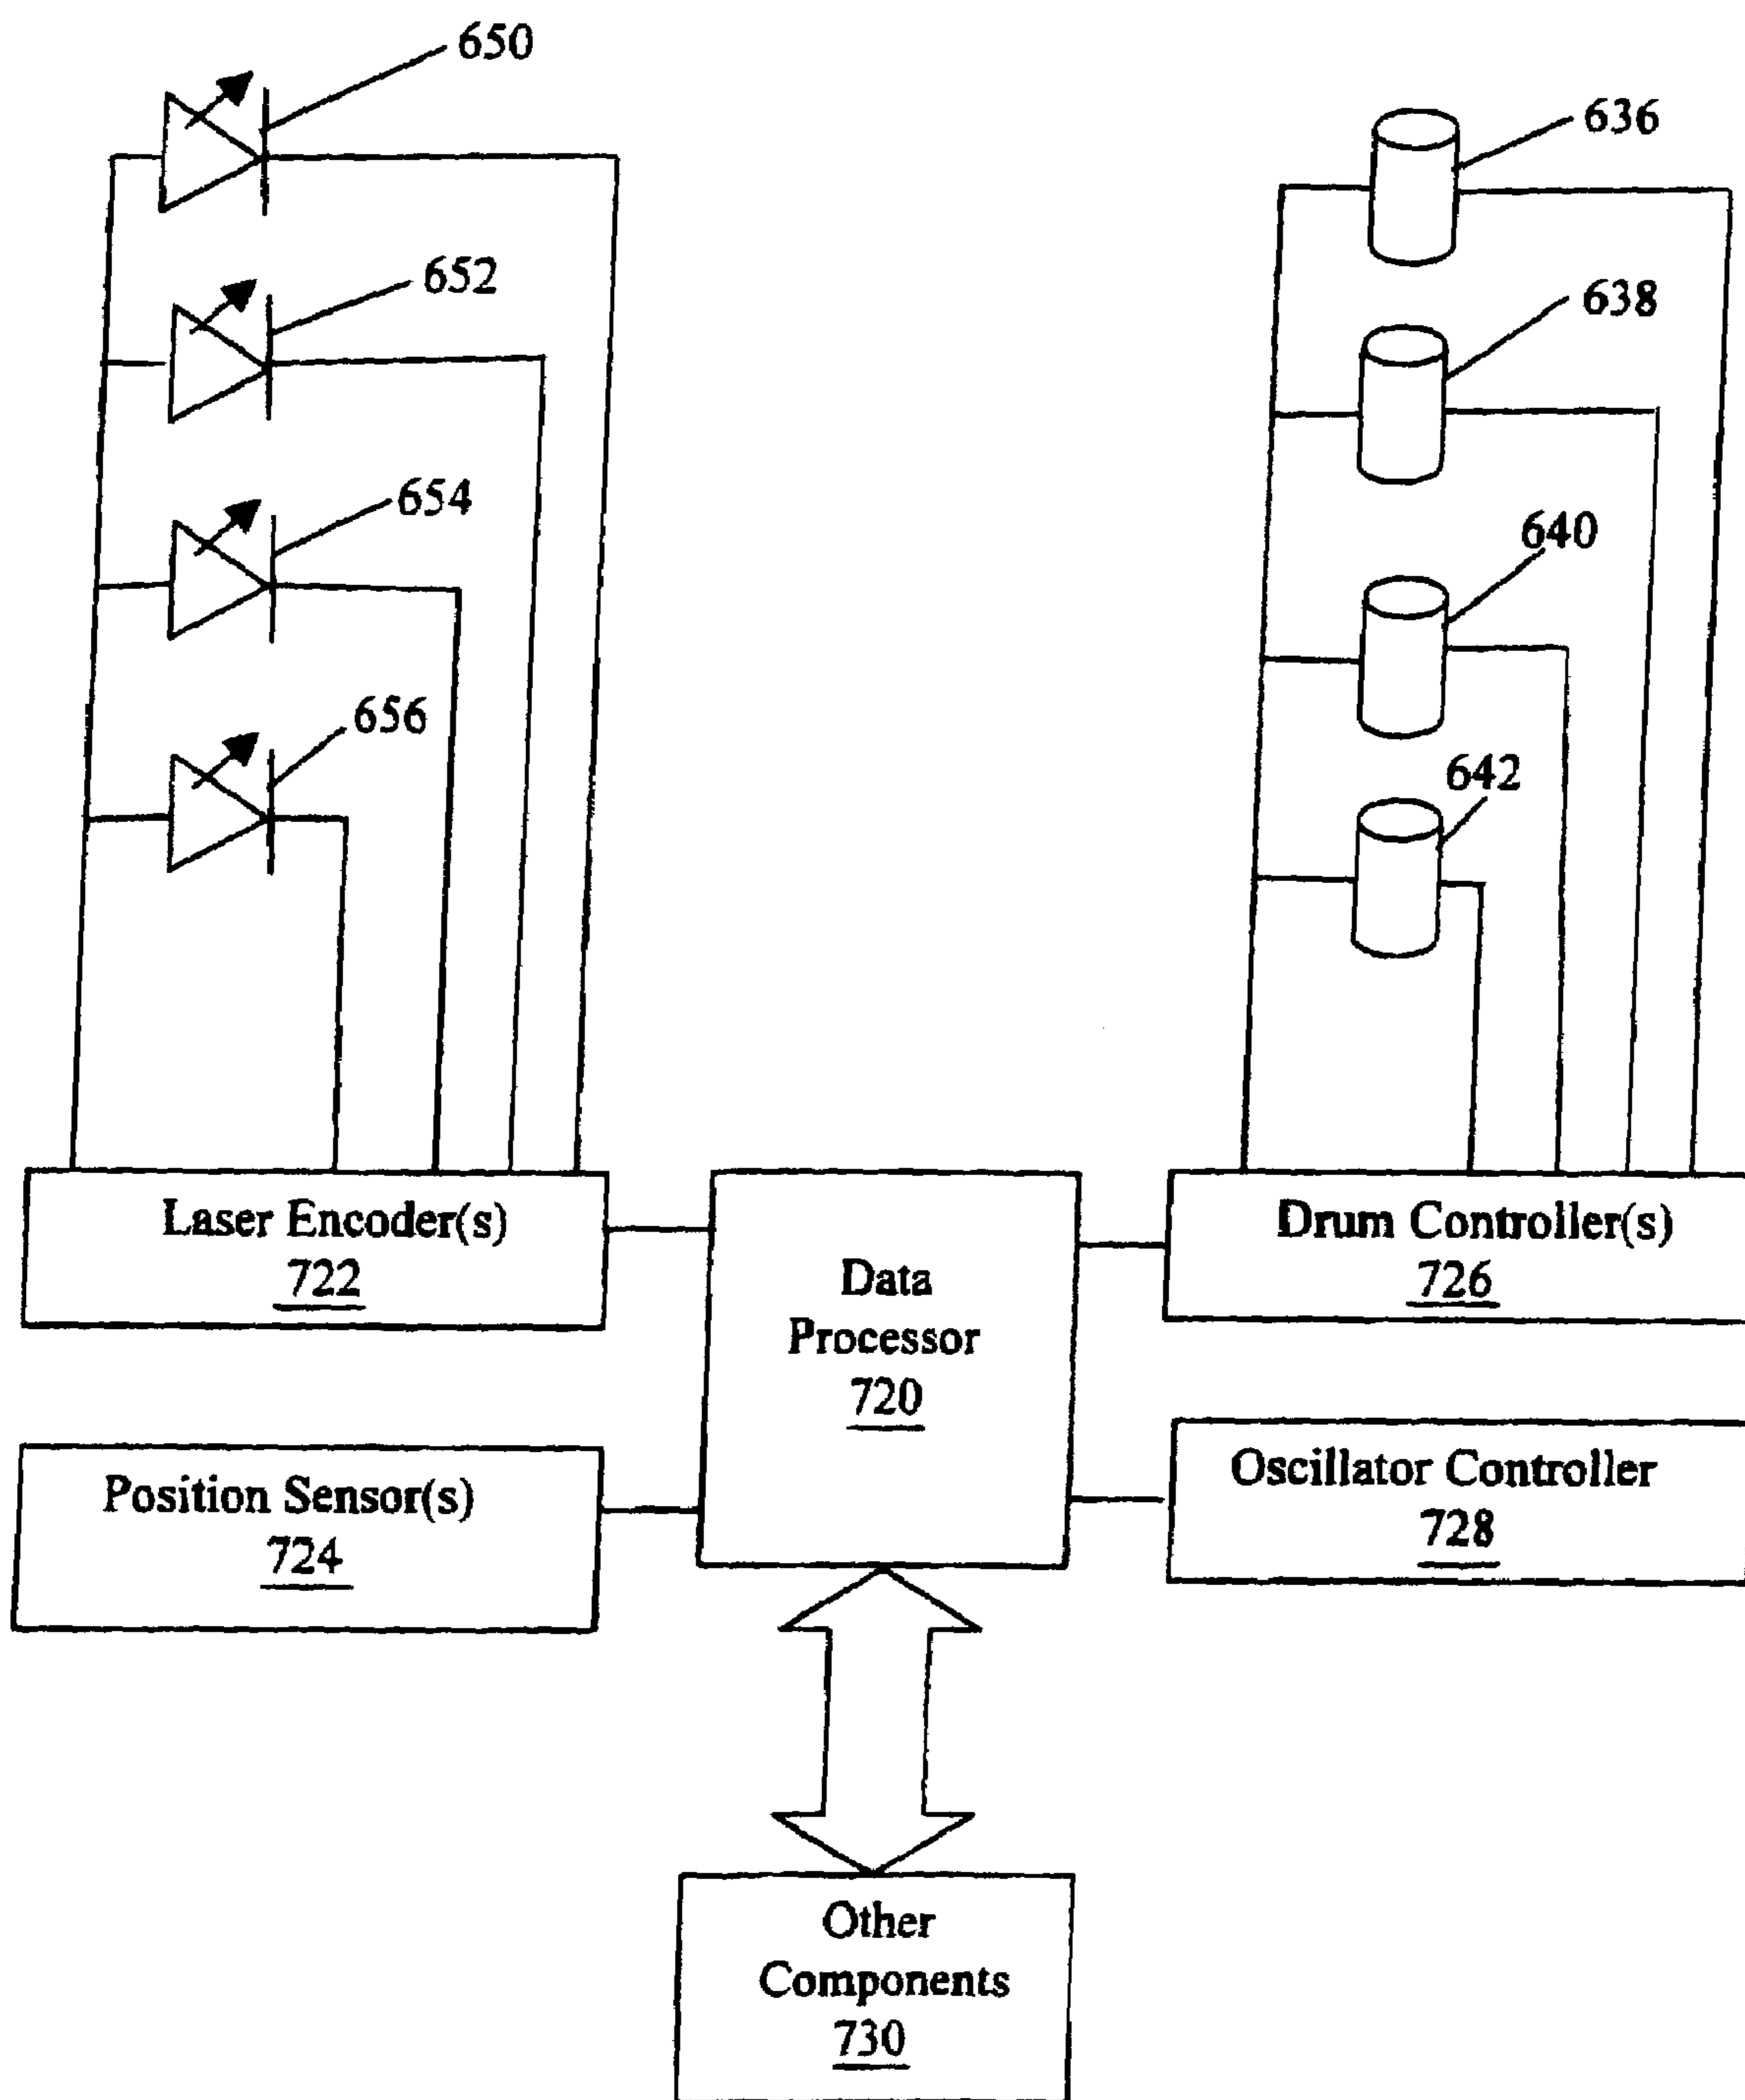 650
636
652
638
654
640
656
642
Laser Encoder(s)
722
Drum Controller(s)
726
Data
Processor
720
Position Sensor(s)
724
Oscillator Controller
728
Other
Components
730